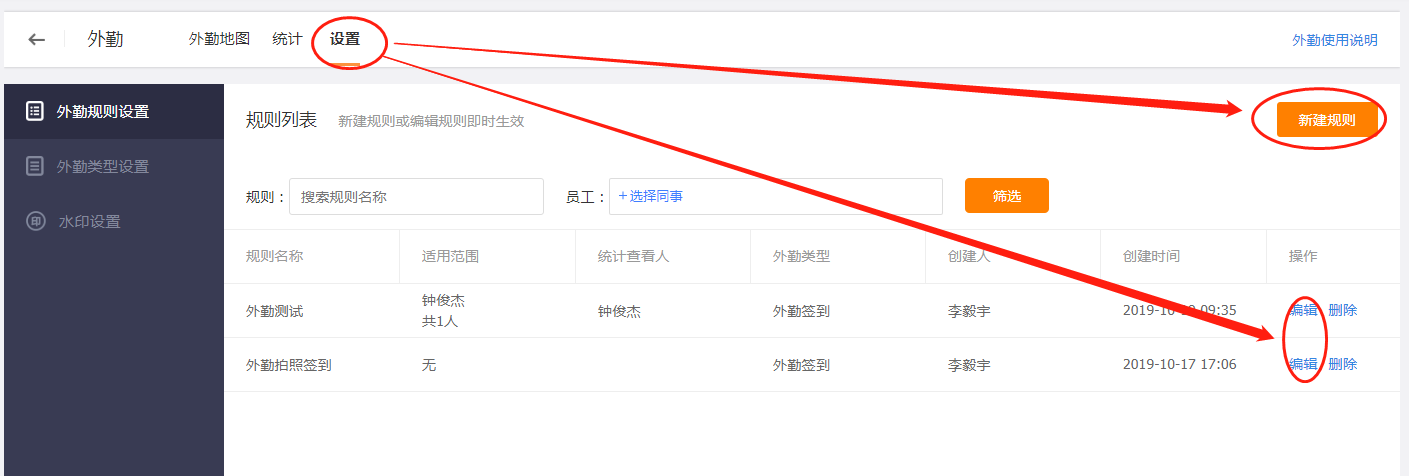 外勤 外勤地图 统计 设置 外勤使用说明
外勤规则设置
外勤类型设置
印 水印设置
规则列表 新建规则或编辑规则即时生效 新建规则
规则： 搜索规则名称 员工： +选择同事 筛选
规则名称 适用范围 统计查看人 外勤类型 创建人 创建时间 操作
外勤测试 钟俊杰 钟俊杰 外勤签到 李毅宇 09:35 编辑 删除
共1人
外勤拍照签到 无 外勤签到 李毅宇 2019-10-17 17:06 编辑 删除